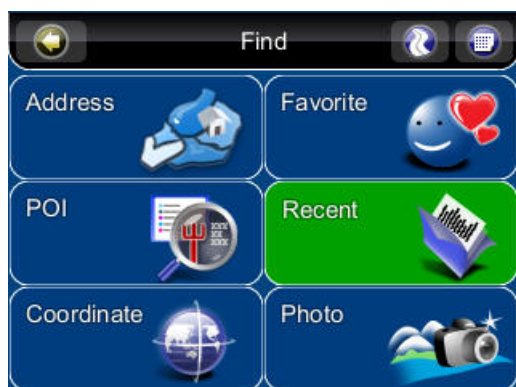 Find
Address
Favorite
POI
Recent
Coordinate
Photo